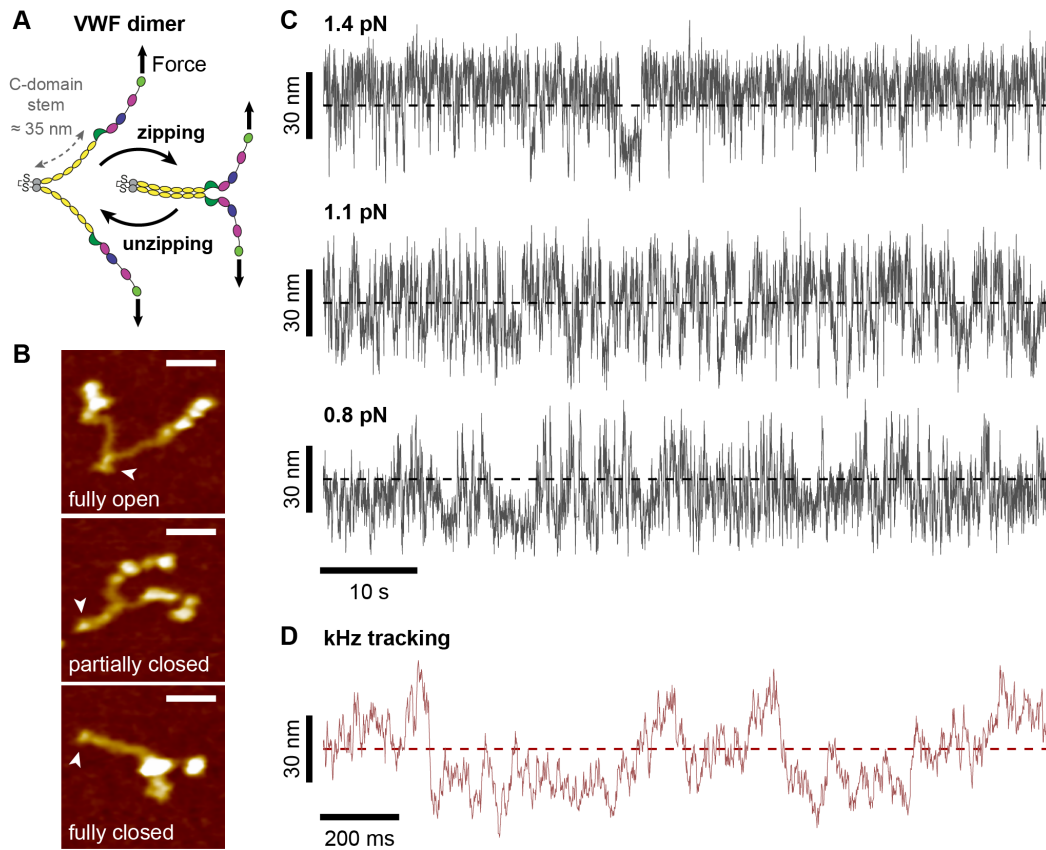 A
VWF dimer
Force
C-domain
stem
≈ 35 nm
zipping
S
S
S
S
unzipping
B
fully open
partially closed
fully closed
C
1.4 pN
30 nm
1.1 pN
30 nm
0.8 pN
30 nm
10 s
D
kHz tracking
30 nm
200 ms